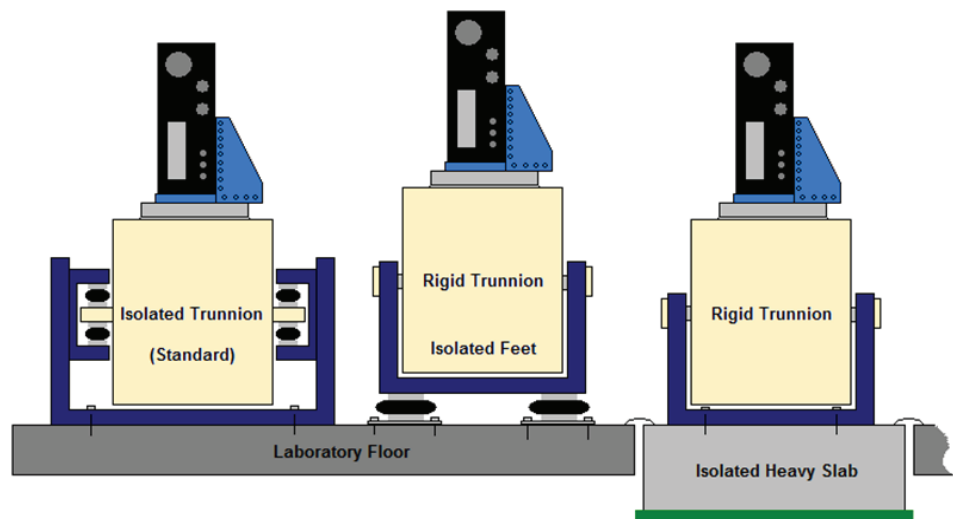 Isolated Trunnion
(Standard)
Rigid Trunnion
Isolated Feet
Rigid Trunnion
Laboratory Floor
Isolated Heavy Slab